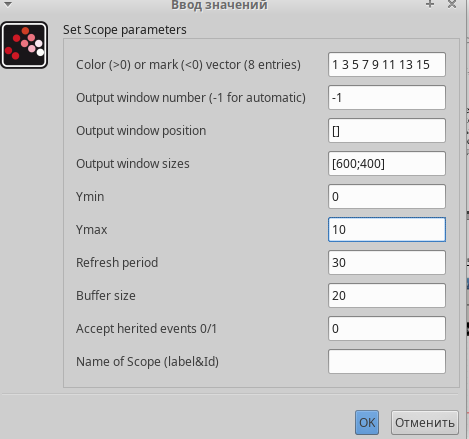 Ввод значений
Set Scope parameters
Color (>0) or mark (<0) vector (8 entries) 1 3 5 7 9 11 13 15
Output window number (-1 for automatic) -1
Output window position []
Output window sizes [600;400]
Ymin 0
Ymax 10
Refresh period 30
Buffer size 20
Accept herited events 0/1 0
Name of Scope (label&Id)
OK Отменить